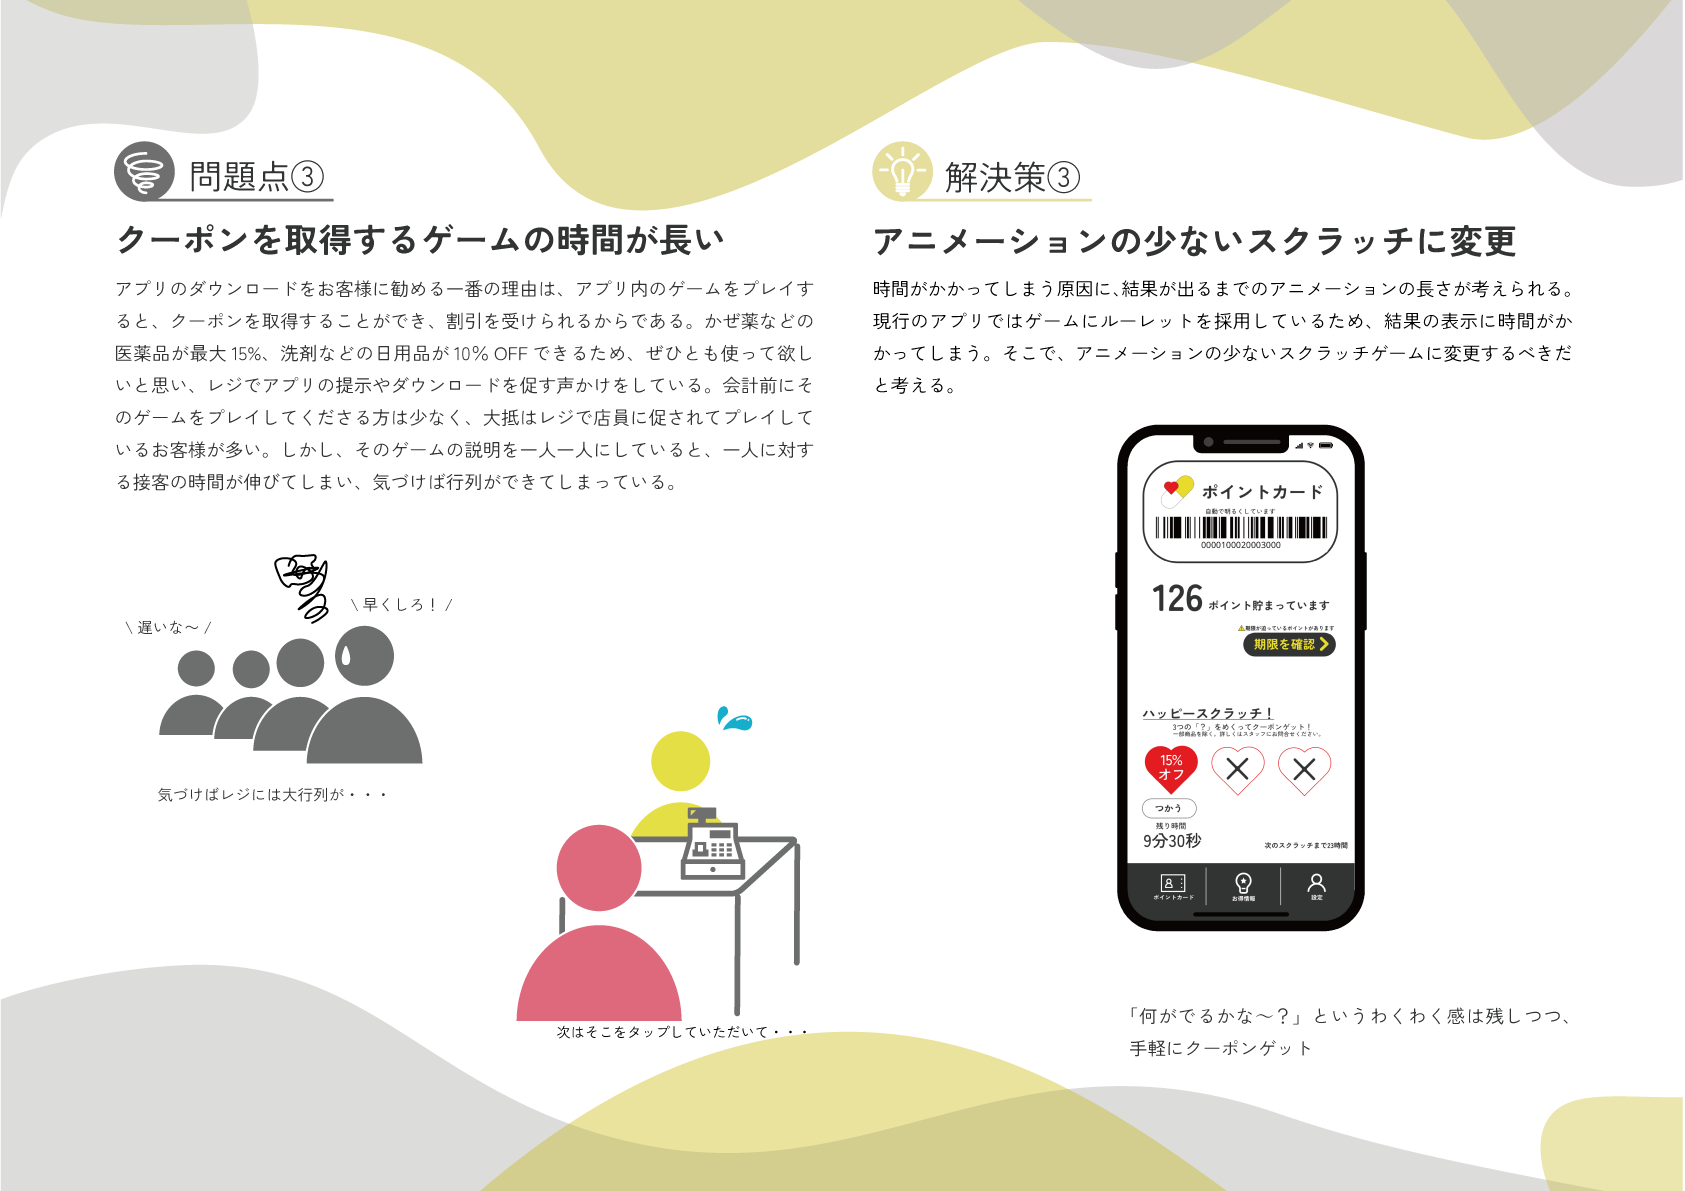 問題点③
クーポンを取得するゲームの時間が長い
アプリのダウンロードをお客様に勧める一番の理由は、アプリ内のゲームをプレイす
ると、クーポンを取得することができ、割引を受けられるからである。かぜ薬などの
医薬品が最大 15%、洗剤などの日用品が 10% OFF できるため、ぜひとも使って欲し
いと思い、レジでアプリの提示やダウンロードを促す声かけをしている。会計前にそ
のゲームをプレイしてくださる方は少なく、大抵はレジで店員に促されてプレイして
いるお客様が多い。しかし、そのゲームの説明を一人一人にしていると、一人に対す
る接客の時間が伸びてしまい、気づけば行列ができてしまっている。
\ 早くしろ！ /
\ 遅いな〜 /
気づけばレジには大行列が・・・
次はそこをタップしていただいて・・・
解決策③
アニメーションの少ないスクラッチに変更
時間がかかってしまう原因に、結果が出るまでのアニメーションの長さが考えられる。
現行のアプリではゲームにルーレットを採用しているため、結果の表示に時間がか
かってしまう。そこで、アニメーションの少ないスクラッチゲームに変更するべきだ
と考える。
ポイントカード
自動で明るくしています
0000100020003000
126 ポイント貯まっています
期限が迫っているポイントがあります
期限を確認
ハッピースクラッチ！
3つの「？」をめくってクーポンゲット！
一部商品を除く。詳しくはスタッフにお問合せください。
15%
オフ
つかう
残り時間
9分30秒
次のスクラッチまで23時間
ポイントカード
お得情報
設定
「何がでるかな〜？」というわくわく感は残しつつ、
手軽にクーポンゲット